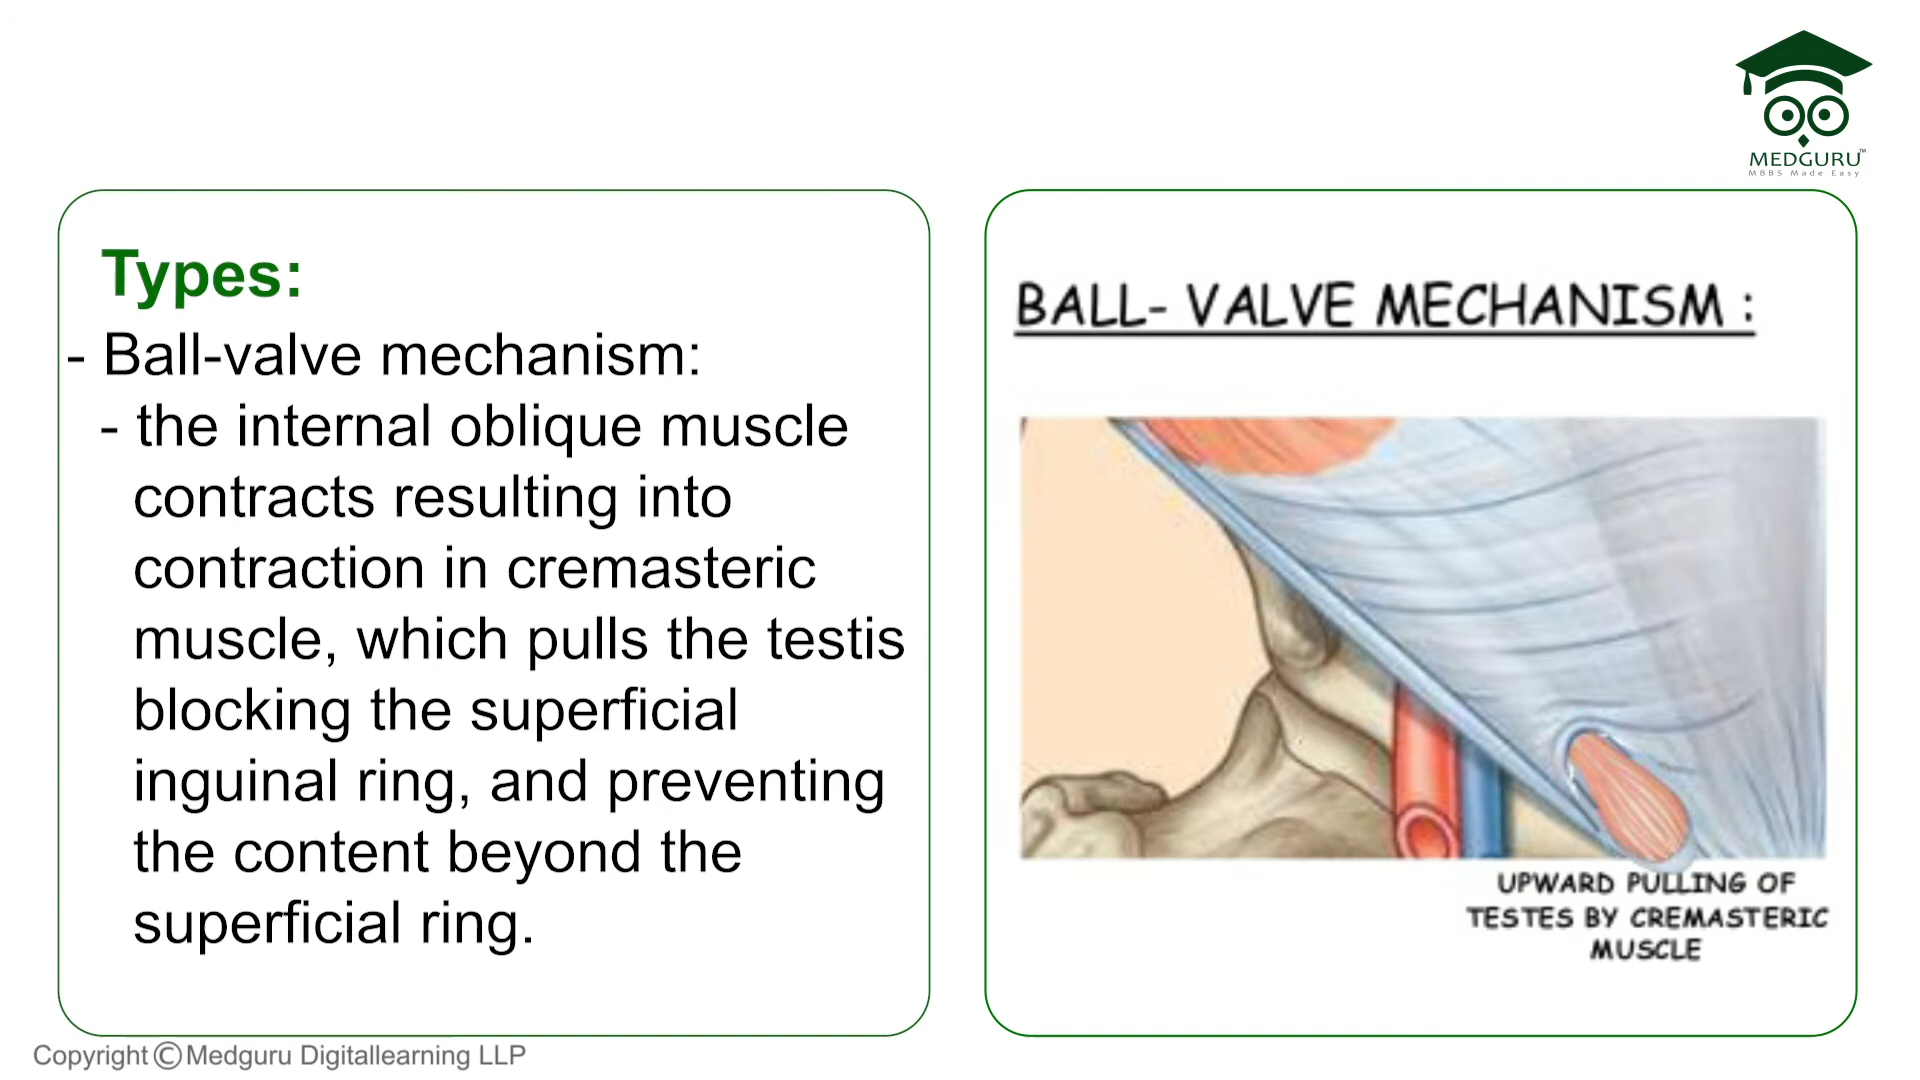 MEDGURU™
MBBS Made Easy
Types:
- Ball-valve mechanism:
- the internal oblique muscle
contracts resulting into
contraction in cremasteric
muscle, which pulls the testis
blocking the superficial
inguinal ring, and preventing
the content beyond the
superficial ring.
BALL- VALVE MECHANISM :
UPWARD PULLING OF
TESTES BY CREMASTERIC
MUSCLE
Copyright © Medguru Digitallearning LLP